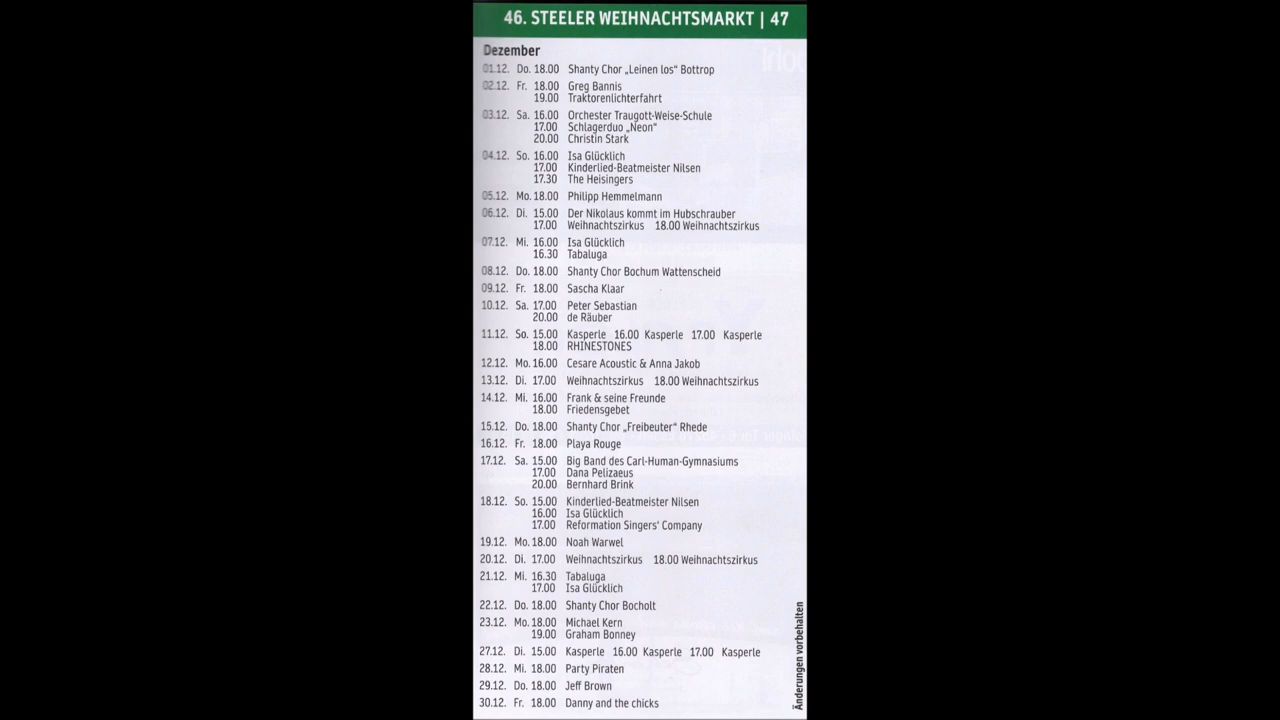 46. STEELER WEIHNACHTSMARKT | 47
Dezember
01.12. Do. 18.00 Shanty Chor „Leinen los“ Bottrop
02.12. Fr. 18.00 Greg Bannis
19.00 Traktorenlichterfahrt
03.12. Sa. 16.00 Orchester Traugott-Weise-Schule
17.00 Schlagerduo „Neon“
20.00 Christin Stark
04.12. So. 16.00 Isa Glücklich
17.00 Kinderlied-Beatmeister Nilsen
17.30 The Heisingers
05.12. Mo. 18.00 Philipp Hemmelmann
06.12. Di. 15.00 Der Nikolaus kommt im Hubschrauber
17.00 Weihnachtszirkus 18.00 Weihnachtszirkus
07.12. Mi. 16.00 Isa Glücklich
16.30 Tabaluga
08.12. Do. 18.00 Shanty Chor Bochum Wattenscheid
09.12. Fr. 18.00 Sascha Klaar
10.12. Sa. 17.00 Peter Sebastian
20.00 de Räuber
11.12. So. 15.00 Kasperle 16.00 Kasperle 17.00 Kasperle
18.00 RHINESTONES
12.12. Mo. 16.00 Cesare Acoustic & Anna Jakob
13.12. Di. 17.00 Weihnachtszirkus 18.00 Weihnachtszirkus
14.12. Mi. 16.00 Frank & seine Freunde
18.00 Friedensgebet
15.12. Do. 18.00 Shanty Chor „Freibeuter“ Rhede
16.12. Fr. 18.00 Playa Rouge
17.12. Sa. 15.00 Big Band des Carl-Human-Gymnasiums
17.00 Dana Pelizaeus
20.00 Bernhard Brink
18.12. So. 15.00 Kinderlied-Beatmeister Nilsen
16.00 Isa Glücklich
17.00 Reformation Singers' Company
19.12. Mo. 18.00 Noah Warwel
20.12. Di. 17.00 Weihnachtszirkus 18.00 Weihnachtszirkus
21.12. Mi. 16.30 Tabaluga
17.00 Isa Glücklich
22.12. Do. 18.00 Shanty Chor Bocholt
23.12. Mo. 18.00 Michael Kern
19.00 Graham Bonney
27.12. Di. 15.00 Kasperle 16.00 Kasperle 17.00 Kasperle
28.12. Mi. 18.00 Party Piraten
29.12. Do. 18.00 Jeff Brown
30.12. Fr. 18.00 Danny and the chicks
Änderungen vorbehalten